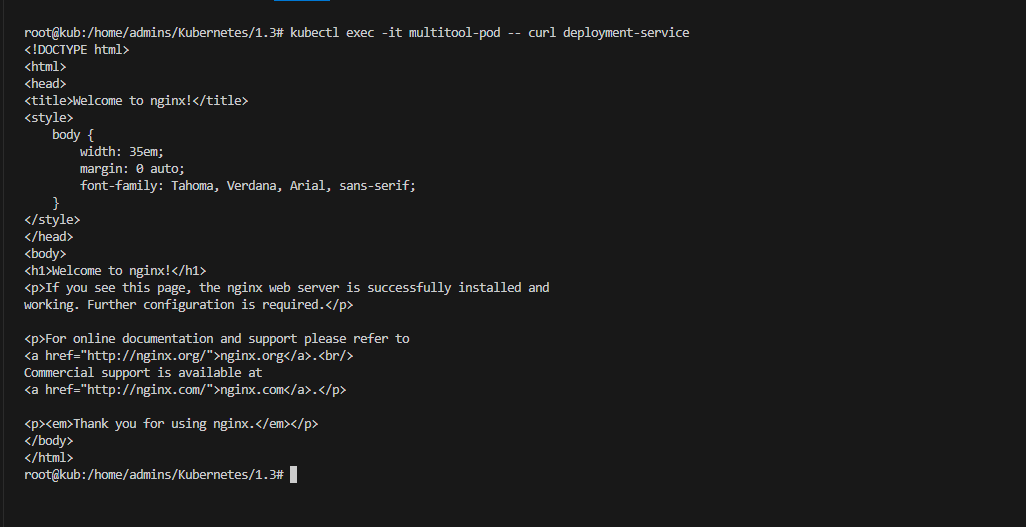 root@kub:/home/admins/Kubernetes/1.3# kubectl exec -it multitool-pod -- curl deployment-service
<!DOCTYPE html>
<html>
<head>
<title>Welcome to nginx!</title>
<style>
    body {
        width: 35em;
        margin: 0 auto;
        font-family: Tahoma, Verdana, Arial, sans-serif;
    }
</style>
</head>
<body>
<h1>Welcome to nginx!</h1>
<p>If you see this page, the nginx web server is successfully installed and
working. Further configuration is required.</p>

<p>For online documentation and support please refer to
<a href="http://nginx.org/">nginx.org</a>.<br/>
Commercial support is available at
<a href="http://nginx.com/">nginx.com</a>.</p>

<p><em>Thank you for using nginx.</em></p>
</body>
</html>
root@kub:/home/admins/Kubernetes/1.3#